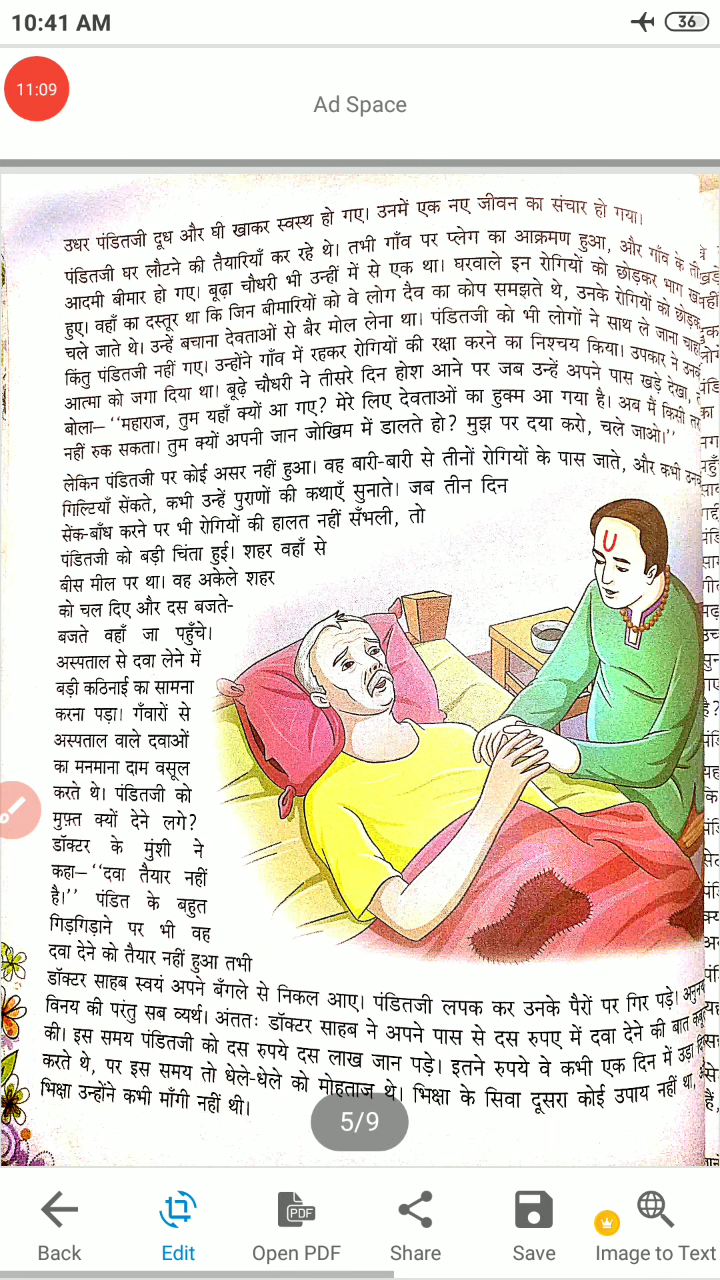 10:41 AM
36
11:09
Ad Space
उधर पंडितजी दूध और घी खाकर स्वस्थ हो गए। उनमें एक नए जीवन का संचार हो गया।
पंडितजी घर लौटने की तैयारियाँ कर रहे थे। तभी गाँव पर प्लेग का आक्रमण हुआ, और गाँव के
आदमी बीमार हो गए। बूढ़ा चौधरी भी उन्हीं में से एक था। घरवाले इन रोगियों को छोड़कर भाग
हुए। वहाँ का दस्तूर था कि जिन बीमारियों को वे लोग दैव का कोप समझते थे, उनके रोगियों को
चले जाते थे। उन्हें बचाना देवताओं से बैर मोल लेना था। पंडितजी को भी लोगों ने साथ ले जाना
किंतु पंडितजी नहीं गए। उन्होंने गाँव में रहकर रोगियों की रक्षा करने का निश्चय किया। उपकार ने
आत्मा को जगा दिया था। बूढ़े चौधरी ने तीसरे दिन होश आने पर जब उन्हें अपने पास खड़े देखा,
बोला– ‘‘महाराज, तुम यहाँ क्यों आ गए? मेरे लिए देवताओं का हुक्म आ गया है। अब मैं किसी
नहीं रुक सकता। तुम क्यों अपनी जान जोखिम में डालते हो? मुझ पर दया करो, चले जाओ।’’
लेकिन पंडितजी पर कोई असर नहीं हुआ। वह बारी-बारी से तीनों रोगियों के पास जाते, और कभी
गिल्टियाँ सेंकते, कभी उन्हें पुराणों की कथाएँ सुनाते। जब तीन दिन
सेंक-बाँध करने पर भी रोगियों की हालत नहीं सँभली, तो
पंडितजी को बड़ी चिंता हुई। शहर वहाँ से
बीस मील पर था। वह अकेले शहर
को चल दिए और दस बजते-
बजते वहाँ जा पहुँचे।
अस्पताल से दवा लेने में
बड़ी कठिनाई का सामना
करना पड़ा। गँवारों से
अस्पताल वाले दवाओं
का मनमाना दाम वसूल
करते थे। पंडितजी को
मुफ़्त क्यों देने लगे?
डॉक्टर के मुंशी ने
कहा– ‘‘दवा तैयार नहीं
है।’’ पंडित के बहुत
गिड़गिड़ाने पर भी वह
दवा देने को तैयार नहीं हुआ तभी
डॉक्टर साहब स्वयं अपने बँगले से निकल आए। पंडितजी लपक कर उनके पैरों पर गिर पड़े।
विनय की परंतु सब व्यर्थ। अंततः डॉक्टर साहब ने अपने पास से दस रुपए में दवा देने की बात
की। इस समय पंडितजी को दस रुपये दस लाख जान पड़े। इतने रुपये वे कभी एक दिन में उड़ा
करते थे, पर इस समय तो धेले-धेले को मोहताज थे। भिक्षा के सिवा दूसरा कोई उपाय नहीं था,
भिक्षा उन्होंने कभी माँगी नहीं थी।
5/9
Back
Edit
PDF
Open PDF
Share
Save
Image to Text